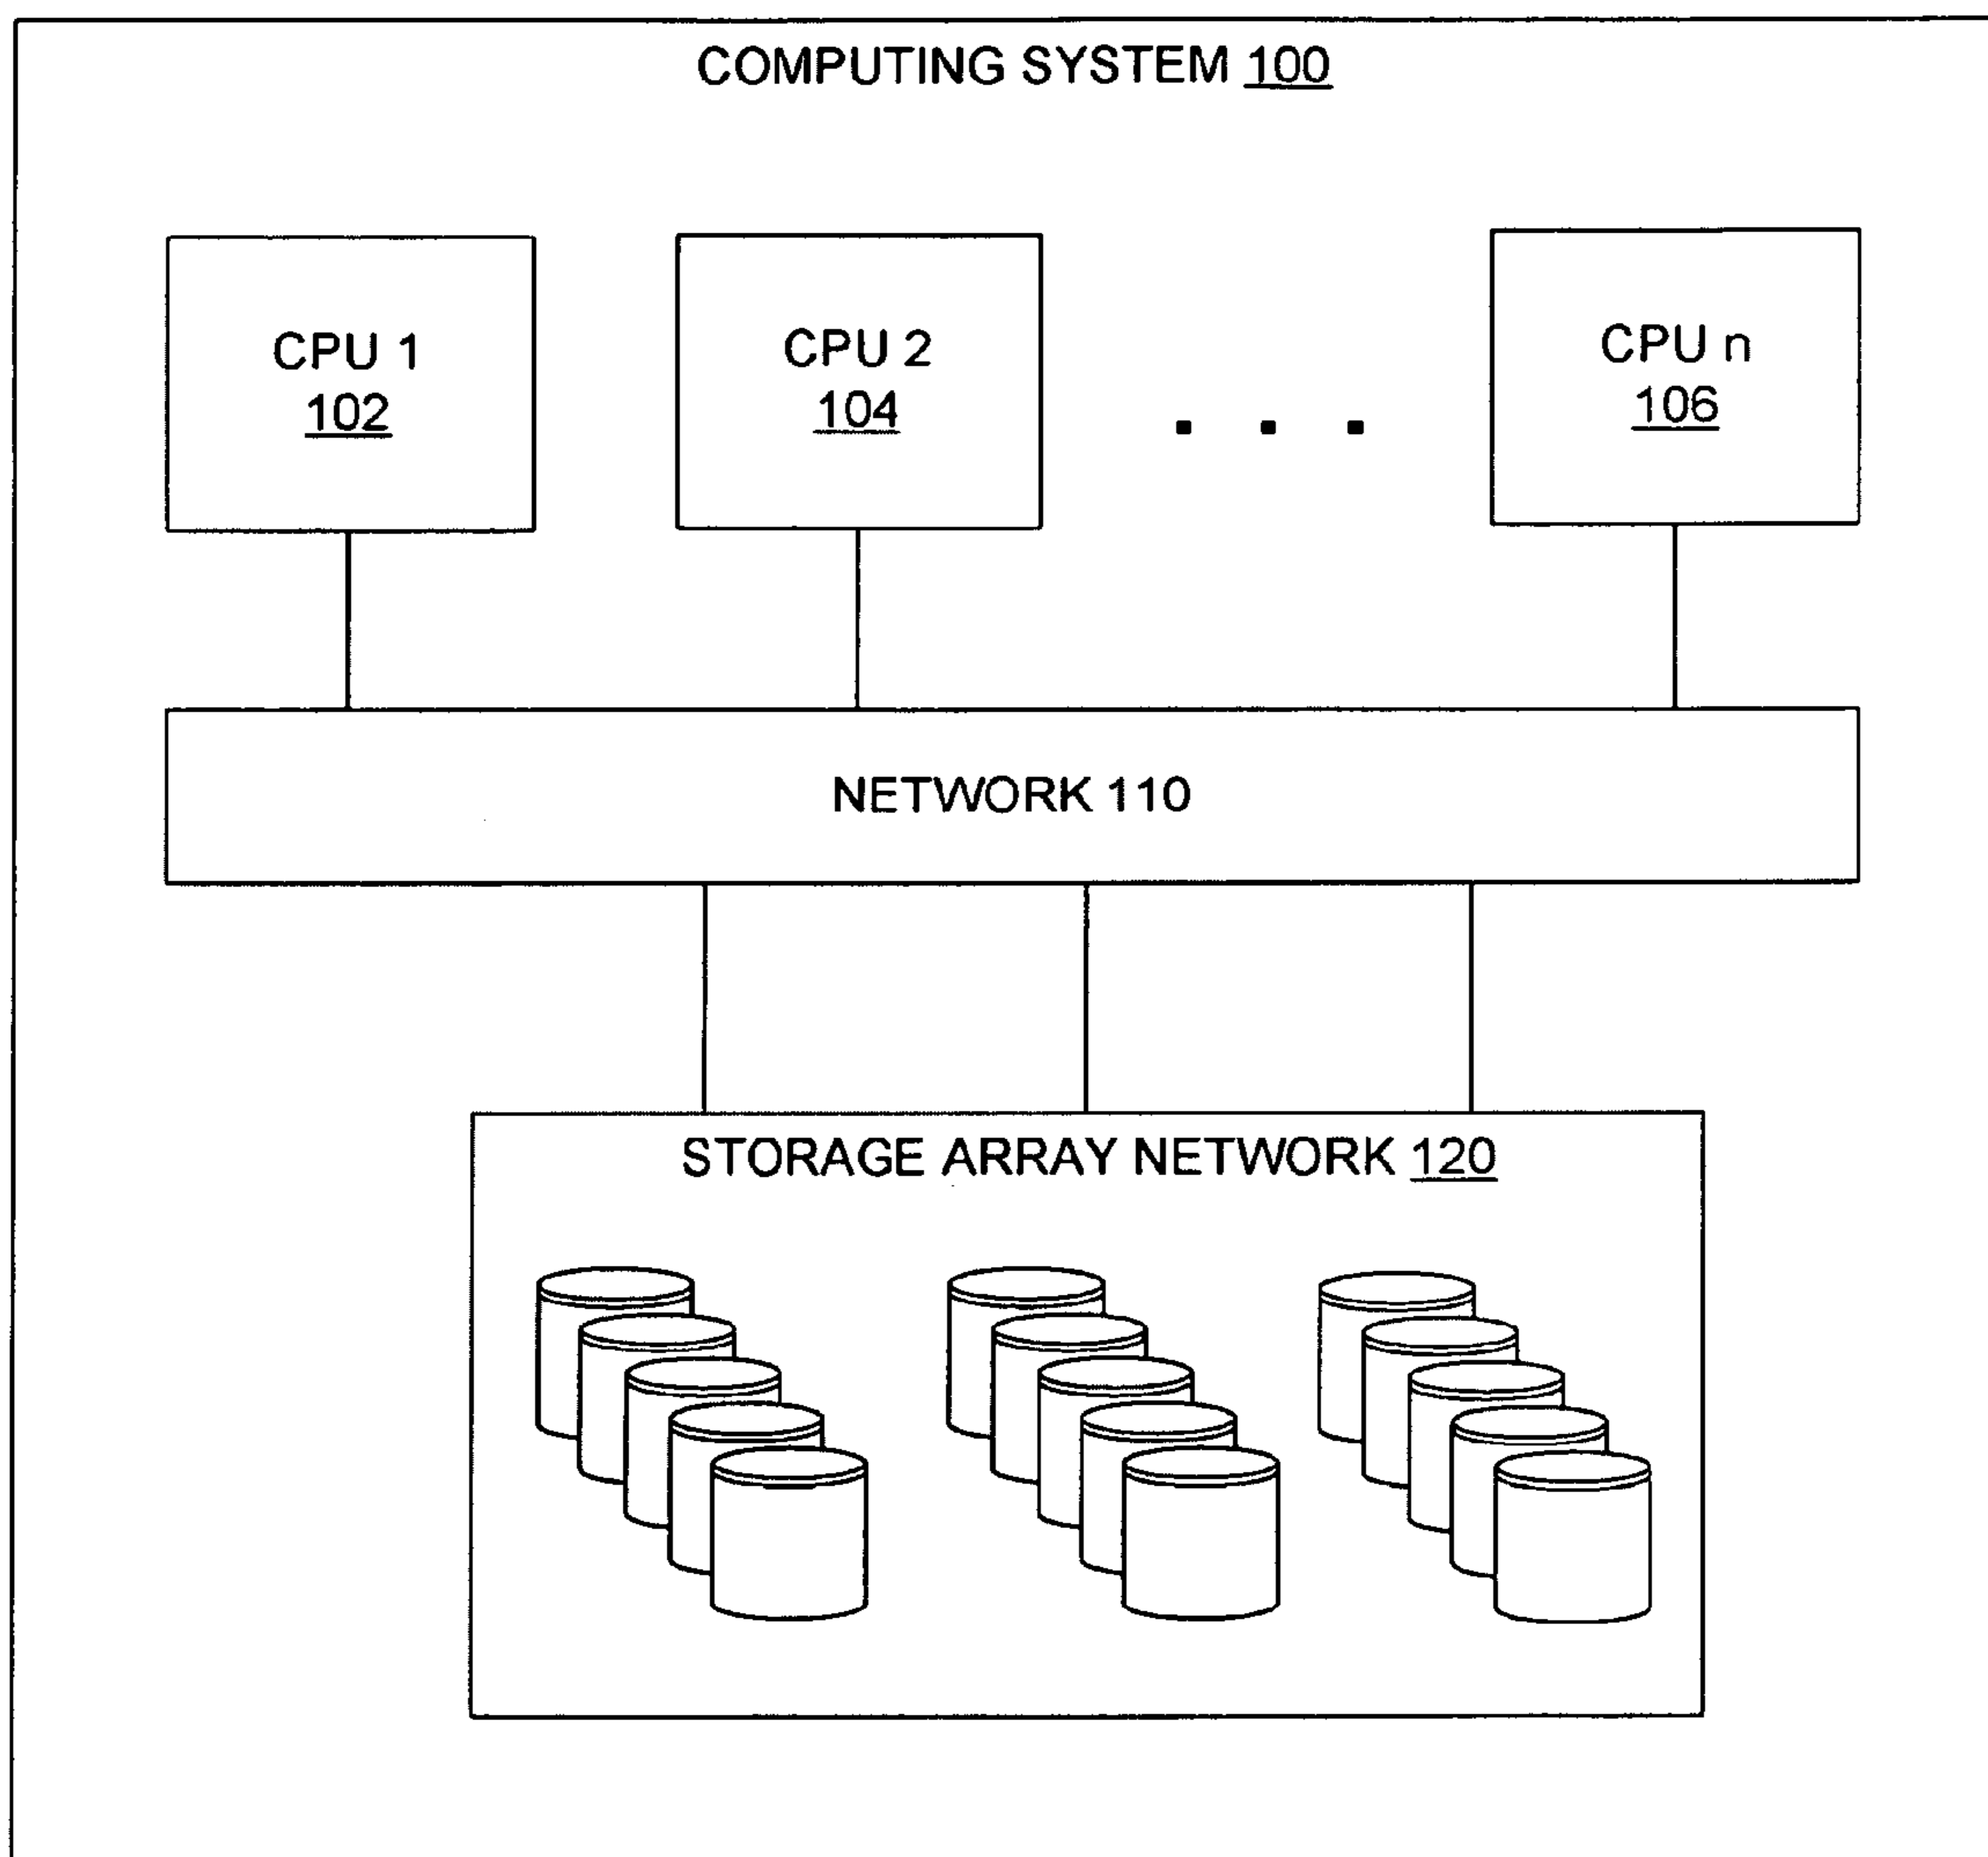 COMPUTING SYSTEM 100
CPU 1
102
CPU 2
104
. . .
CPU n
106
NETWORK 110
STORAGE ARRAY NETWORK 120